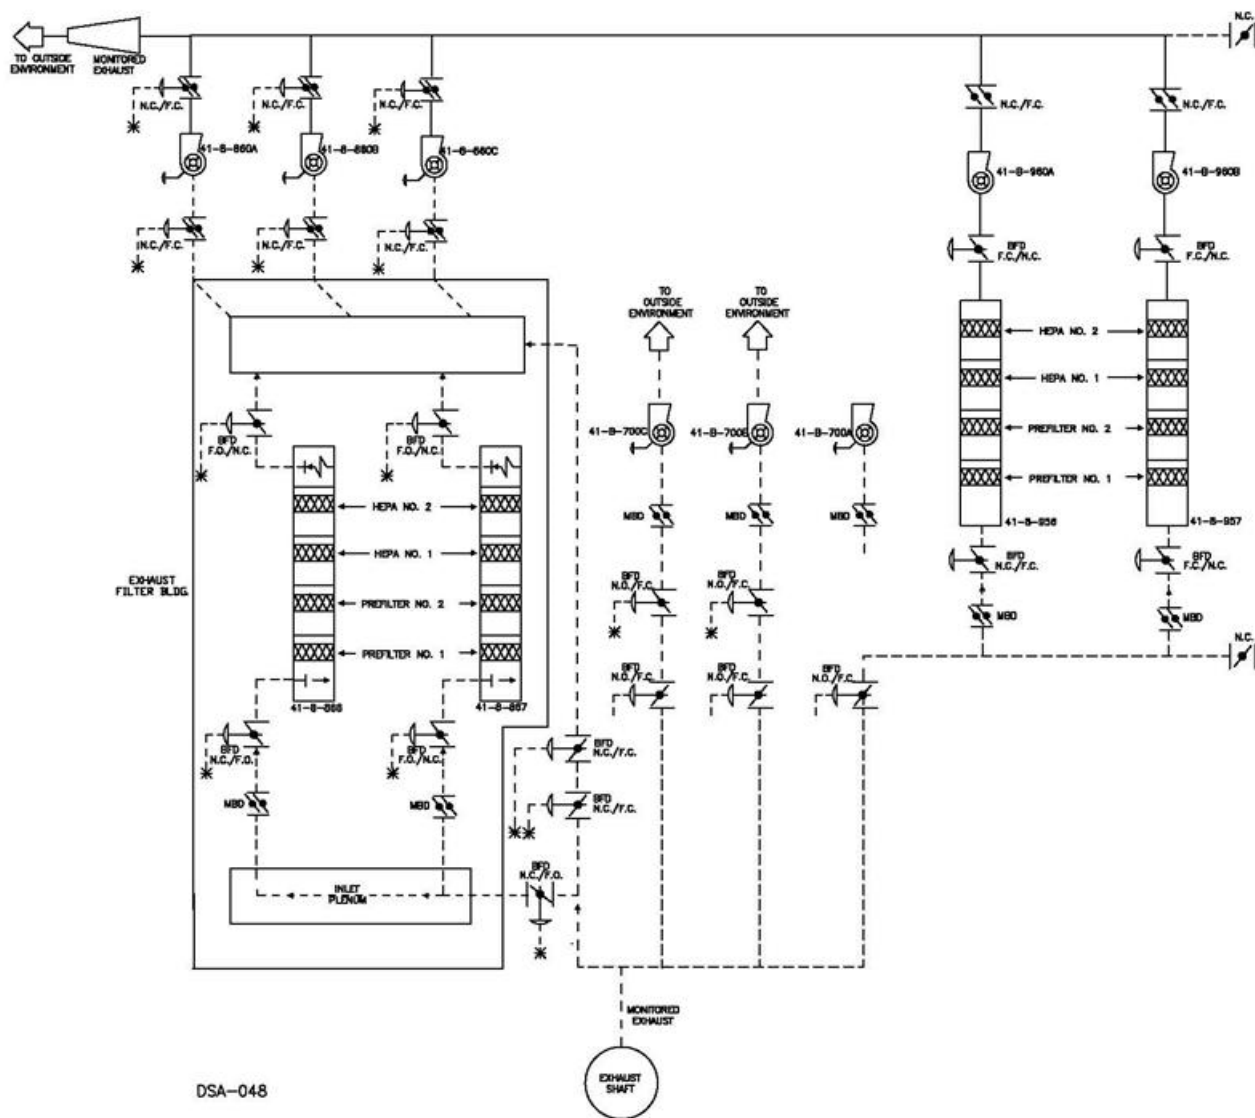 N.C.
TO OUTSIDE
ENVIRONMENT
MONITORED
EXHAUST
N.C./F.C.
N.C./F.C.
N.C./F.C.
N.C./F.C.
N.C./F.C.
41-B-860A
41-B-860B
41-B-860C
41-B-960A
41-B-960B
N.C./F.C.
N.C./F.C.
N.C./F.C.
BFD
F.C./N.C.
BFD
F.C./N.C.
TO
OUTSIDE
ENVIRONMENT
TO
OUTSIDE
ENVIRONMENT
HEPA NO. 2
HEPA NO. 1
PREFILTER NO. 2
PREFILTER NO. 1
41-B-956
41-B-957
BFD
F.O./N.C.
BFD
F.O./N.C.
41-B-700C
41-B-700B
41-B-700A
HEPA NO. 2
HEPA NO. 1
PREFILTER NO. 2
PREFILTER NO. 1
MBD
MBD
MBD
EXHAUST
FILTER BLDG.
BFD
N.O./F.C.
BFD
N.O./F.C.
BFD
N.C./F.C.
BFD
F.C./N.C.
MBD
MBD
N.C.
BFD
N.O./F.C.
BFD
N.O./F.C.
BFD
N.O./F.C.
41-B-867
BFD
N.C./F.O.
BFD
F.O./N.C.
BFD
N.C./F.C.
MBD
MBD
BFD
N.C./F.C.
INLET
PLENUM
BFD
N.C./F.O.
MONITORED
EXHAUST
EXHAUST
SHAFT
DSA-048